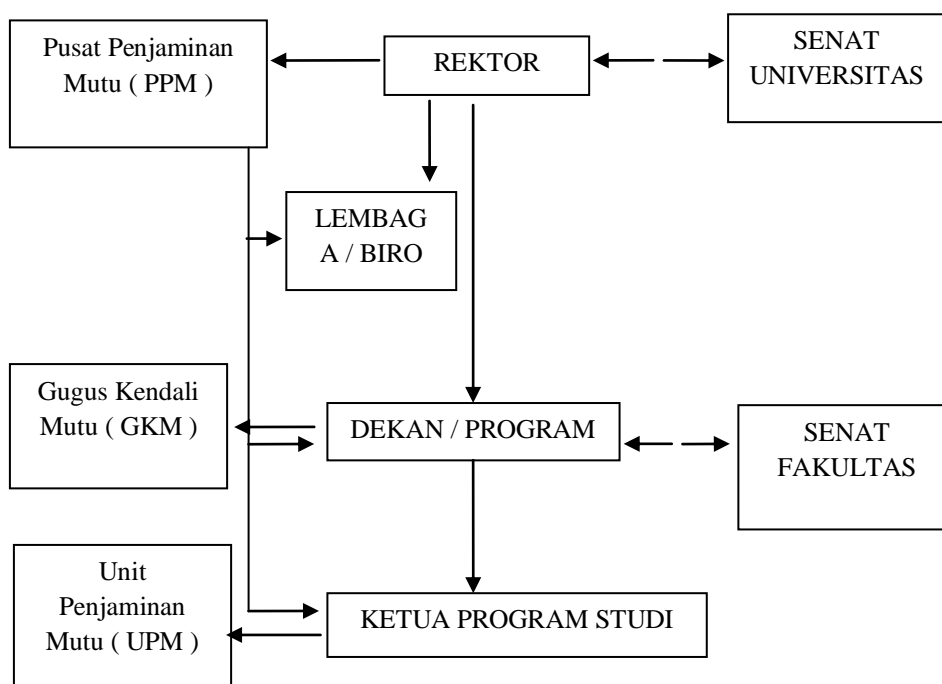 Pusat Penjaminan
Mutu ( PPM )
REKTOR
SENAT
UNIVERSITAS
LEMBAG
A / BIRO
Gugus Kendali
Mutu ( GKM )
DEKAN / PROGRAM
SENAT
FAKULTAS
Unit
Penjaminan
Mutu ( UPM )
KETUA PROGRAM STUDI